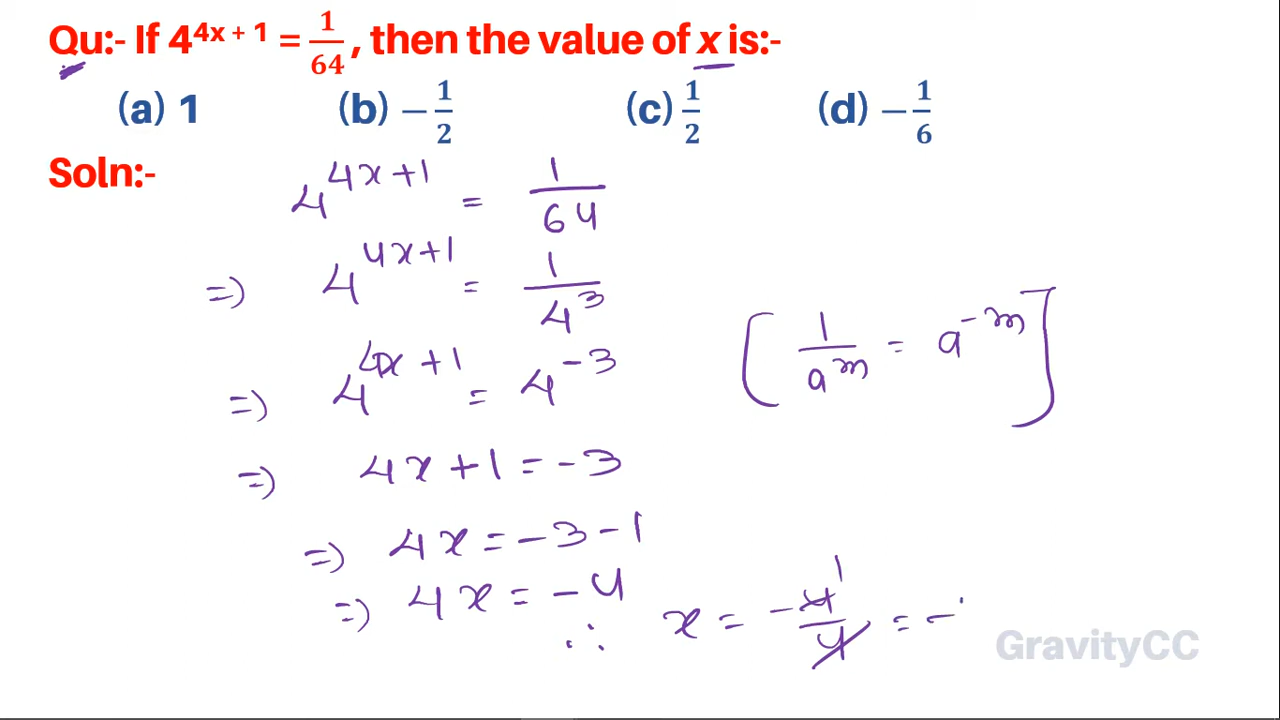 Qu:- If 4^(4x + 1) = 1/64, then the value of x is:-
(a) 1 (b) −1/2 (c) 1/2 (d) −1/6
Soln:-
4^(4x+1) = 1/64
=> 4^(4x+1) = 1/4^3
=> 4^(4x+1) = 4^(-3) [1/a^m = a^(-m)]
=> 4x+1 = -3
=> 4x = -3-1
=> 4x = -4
∴ x = -4/4 1 = -
GravityCC